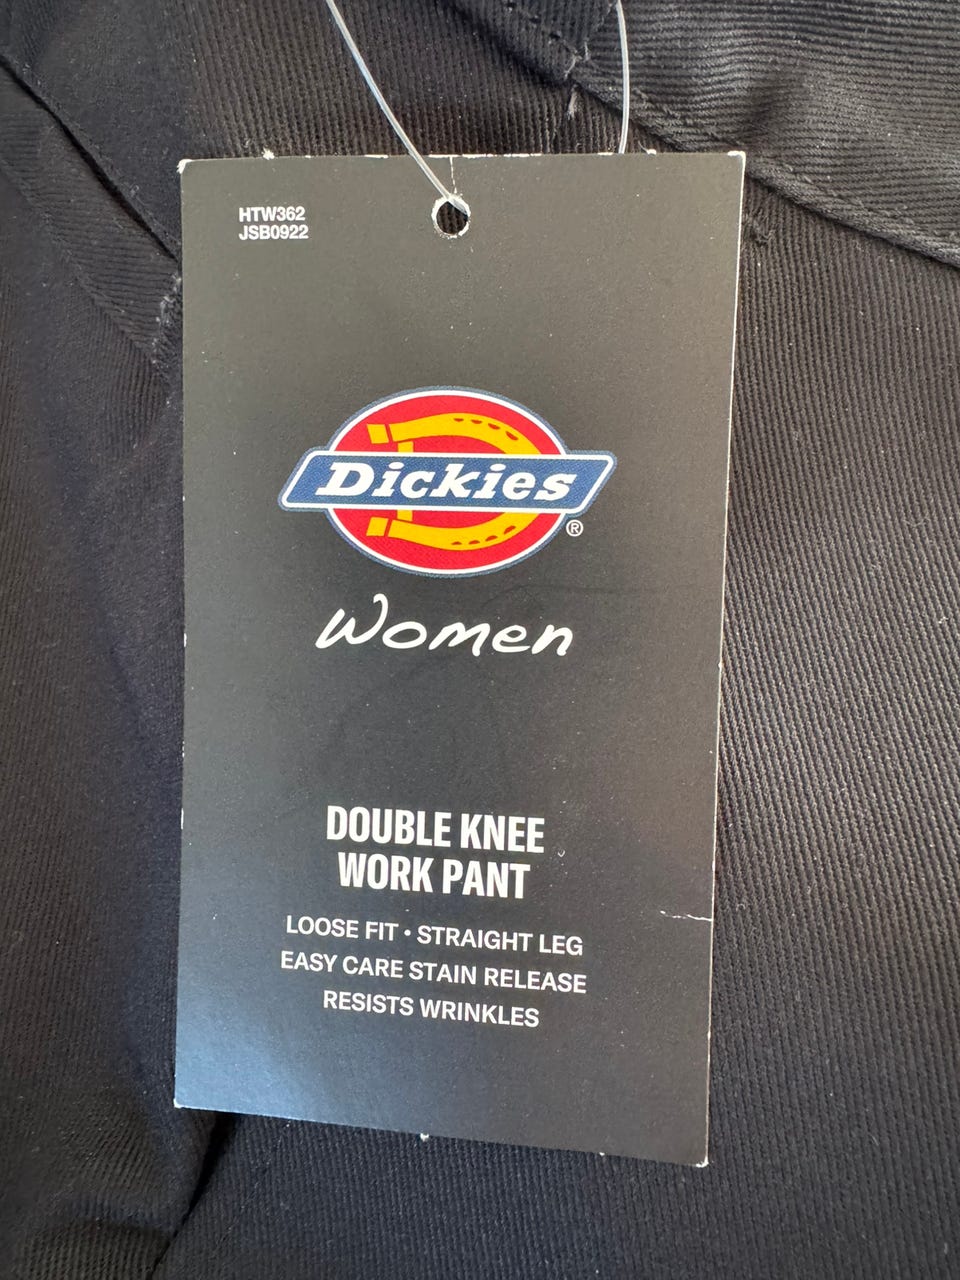 HTW362
JSB0922
Dickies
®
Women
DOUBLE KNEE
WORK PANT
LOOSE FIT • STRAIGHT LEG
EASY CARE STAIN RELEASE
RESISTS WRINKLES